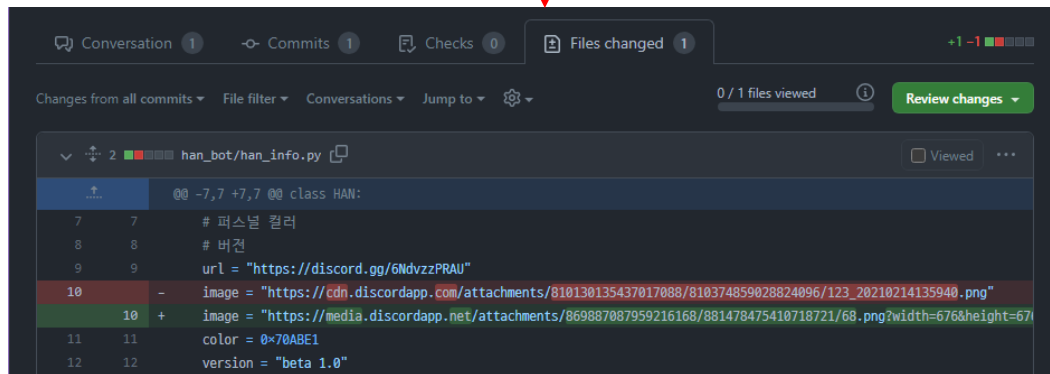 Conversation 1 Commits 1 Checks 0 Files changed 1 +1 −1
Changes from all commits File filter Conversations Jump to 0 / 1 files viewed Review changes
2 han_bot/han_info.py Viewed
@@ -7,7 +7,7 @@ class HAN:
7 7 # 퍼스널 컬러
8 8 # 버전
9 9 url = "https://discord.gg/6NdvzzPRAU"
10 - image = "https://cdn.discordapp.com/attachments/810130135437017088/810374859028824096/123_20210214135940.png"
10 + image = "https://media.discordapp.net/attachments/869887087959216168/881478475410718721/68.png?width=676&height=67
11 11 color = 0×70ABE1
12 12 version = "beta 1.0"